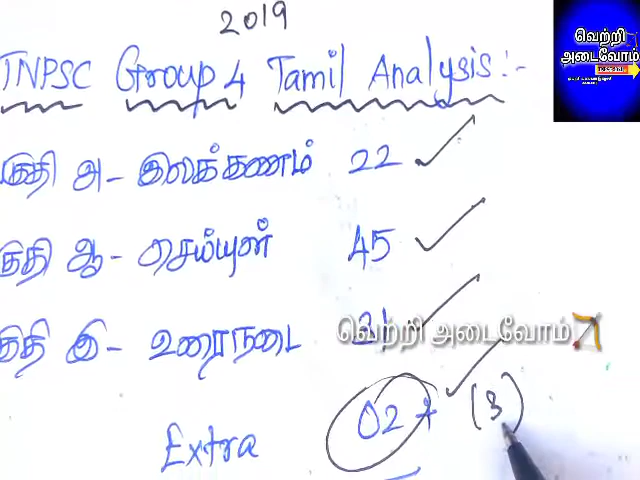 2019
TNPSC Group 4 Tamil Analysis:-
பகுதி அ - இலக்கணம் 22
பகுதி ஆ - செய்யுள் 45
பகுதி இ - உரைநடை 31
Extra 02 + (3)
வெற்றி அடைவோம்
வெற்றி
அடைவோம்